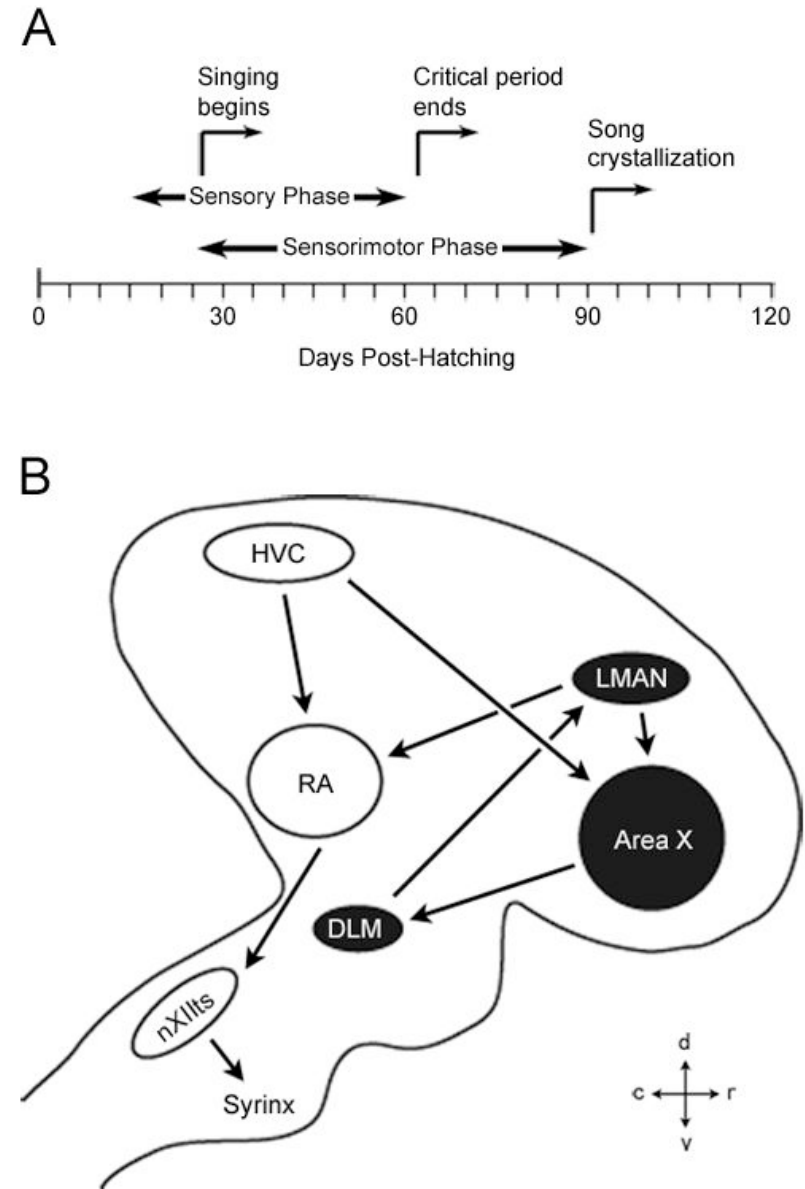 A
Singing
begins
Critical period
ends
Song
crystallization
Sensory Phase
Sensorimotor Phase
0 30 60 90 120
Days Post-Hatching
B
HVC
LMAN
RA
Area X
DLM
nXIIts
Syrinx
d
c r
v